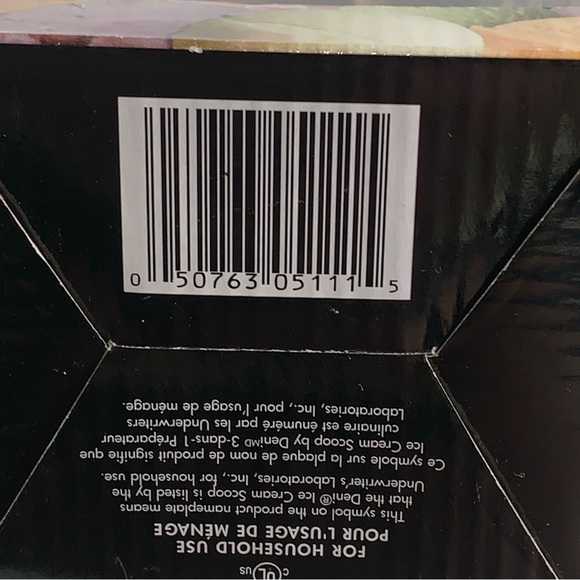 0 50763 05111 5
C UL US
FOR HOUSEHOLD USE
POUR L'USAGE DE MÉNAGE
This symbol on the nameplate means
that the Deni® Ice Cream Scoop is listed by the
Underwriter's Laboratories, Inc., for household use.
Ce symbole sur la plaque de nom de produit signifie que
Ice Cream Scoop by Deni MD 3-dans-1 Préparateur
culinaire est énuméré par les Underwriters
Laboratories, Inc., pour l'usage de ménage.